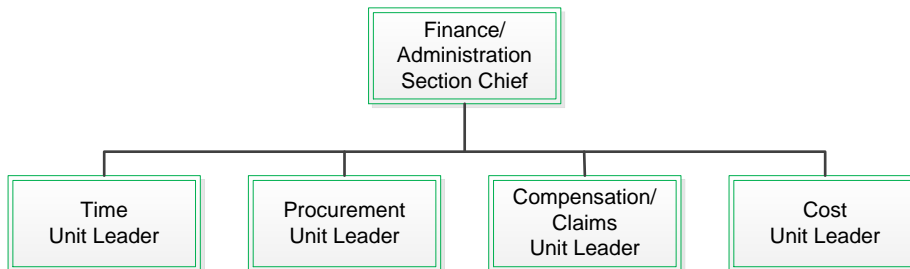 Finance/
Administration
Section Chief
Time
Unit Leader
Procurement
Unit Leader
Compensation/
Claims
Unit Leader
Cost
Unit Leader